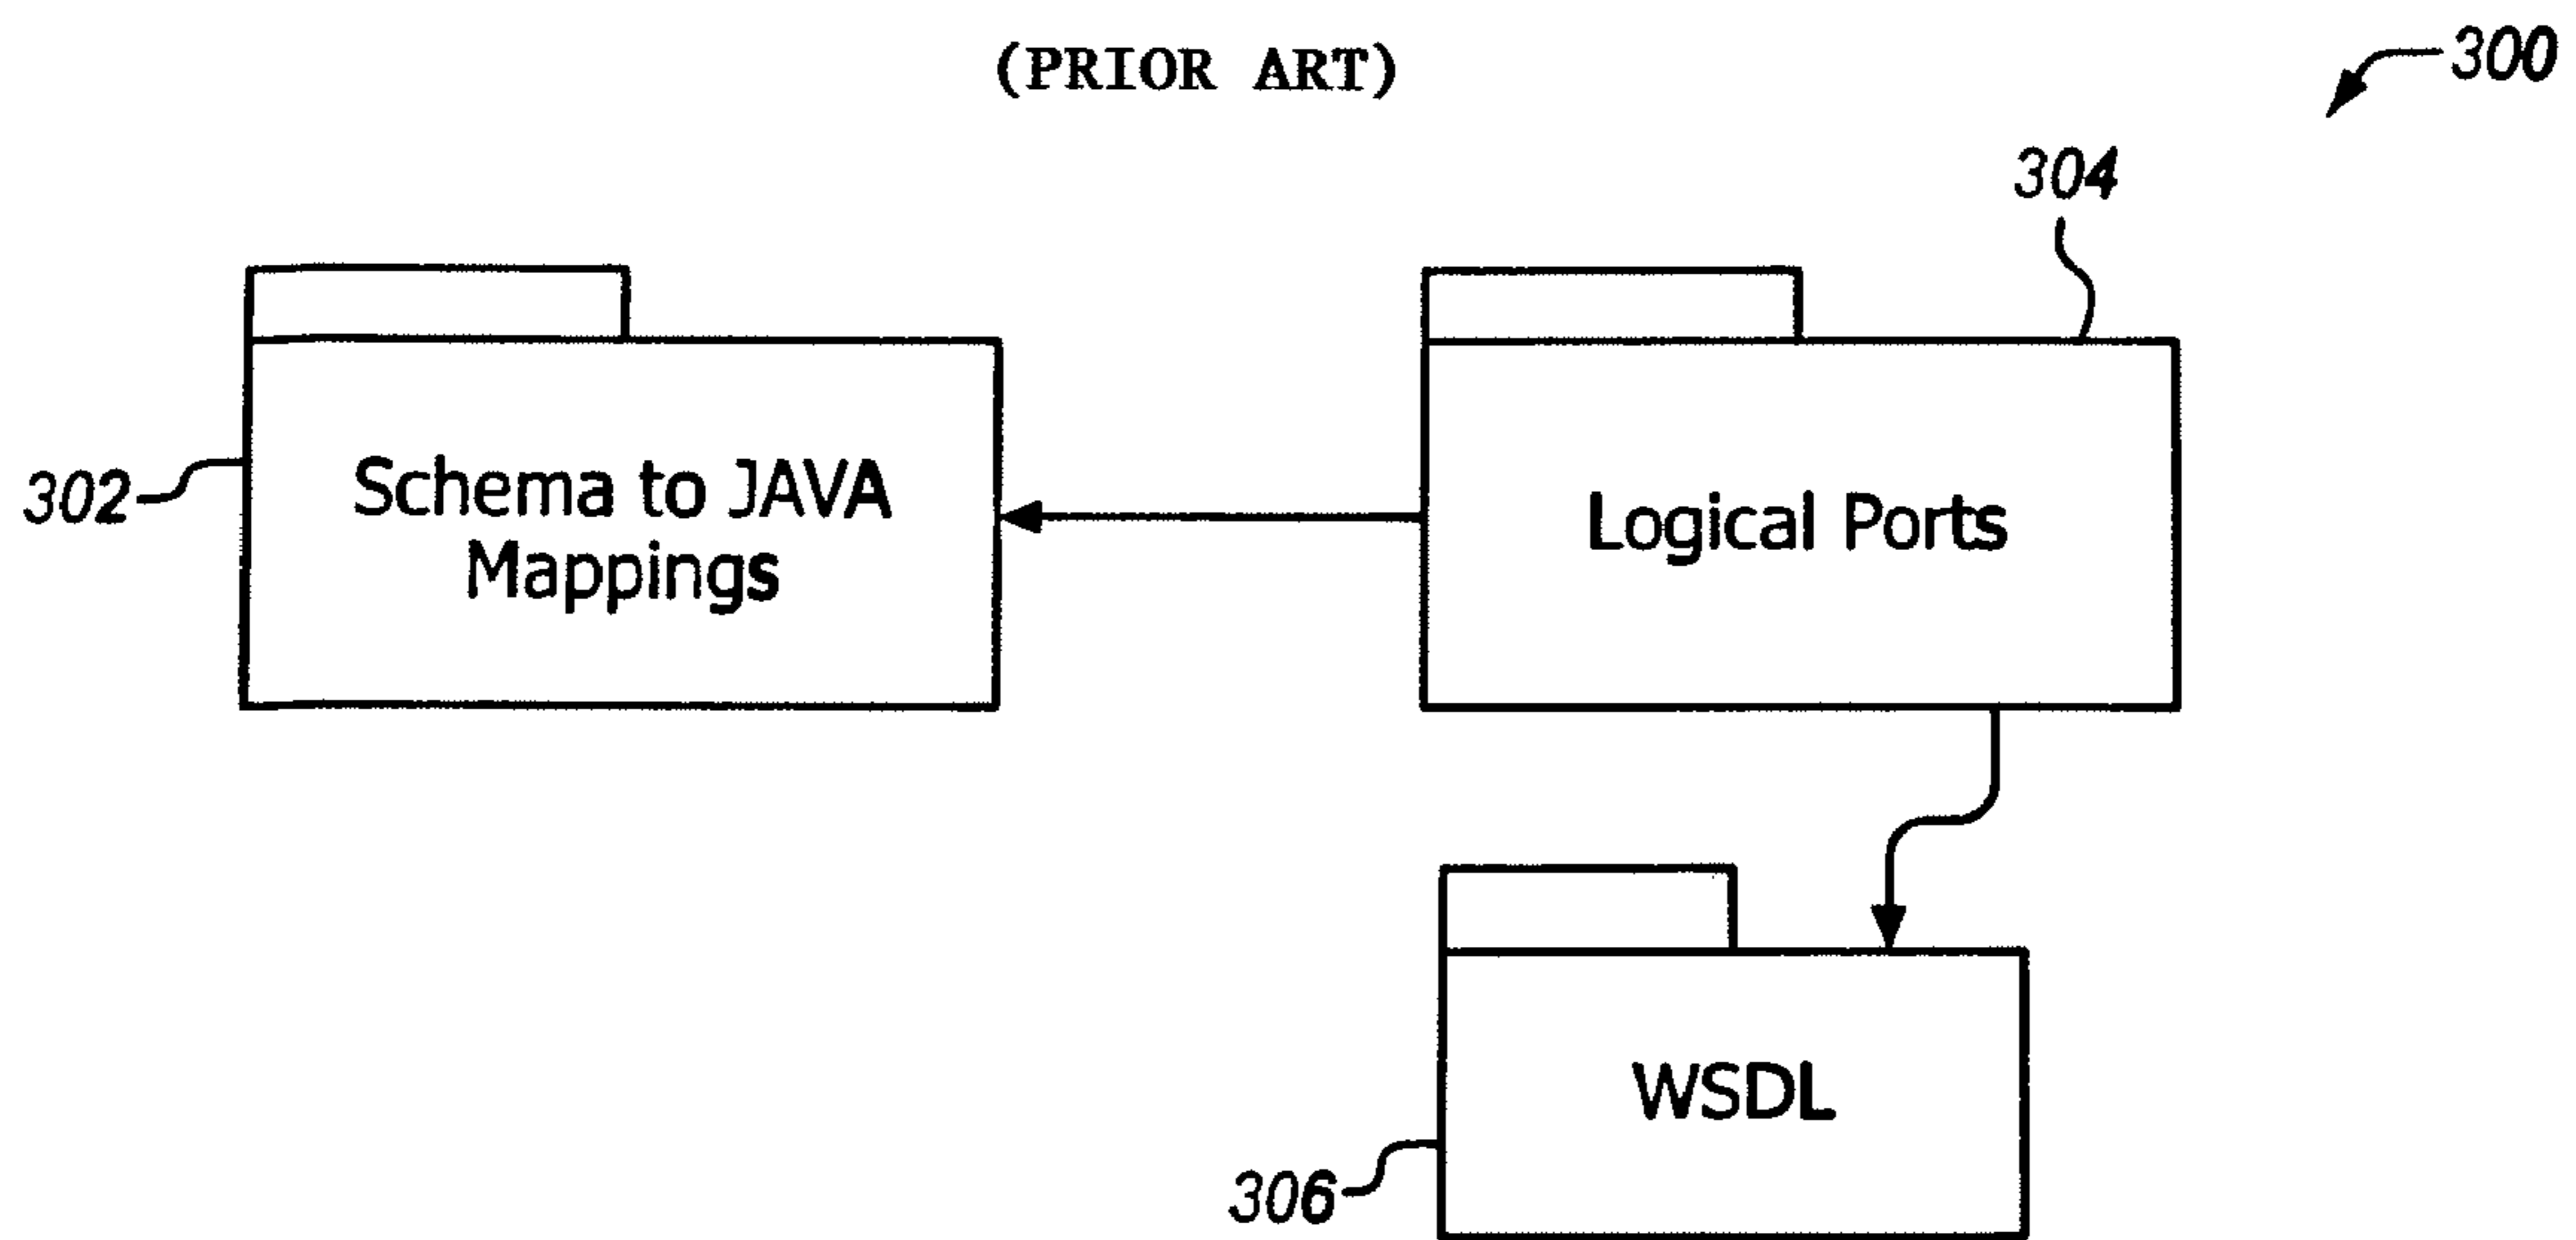 (PRIOR ART)
300
304
302
Schema to JAVA
Mappings
Logical Ports
WSDL
306